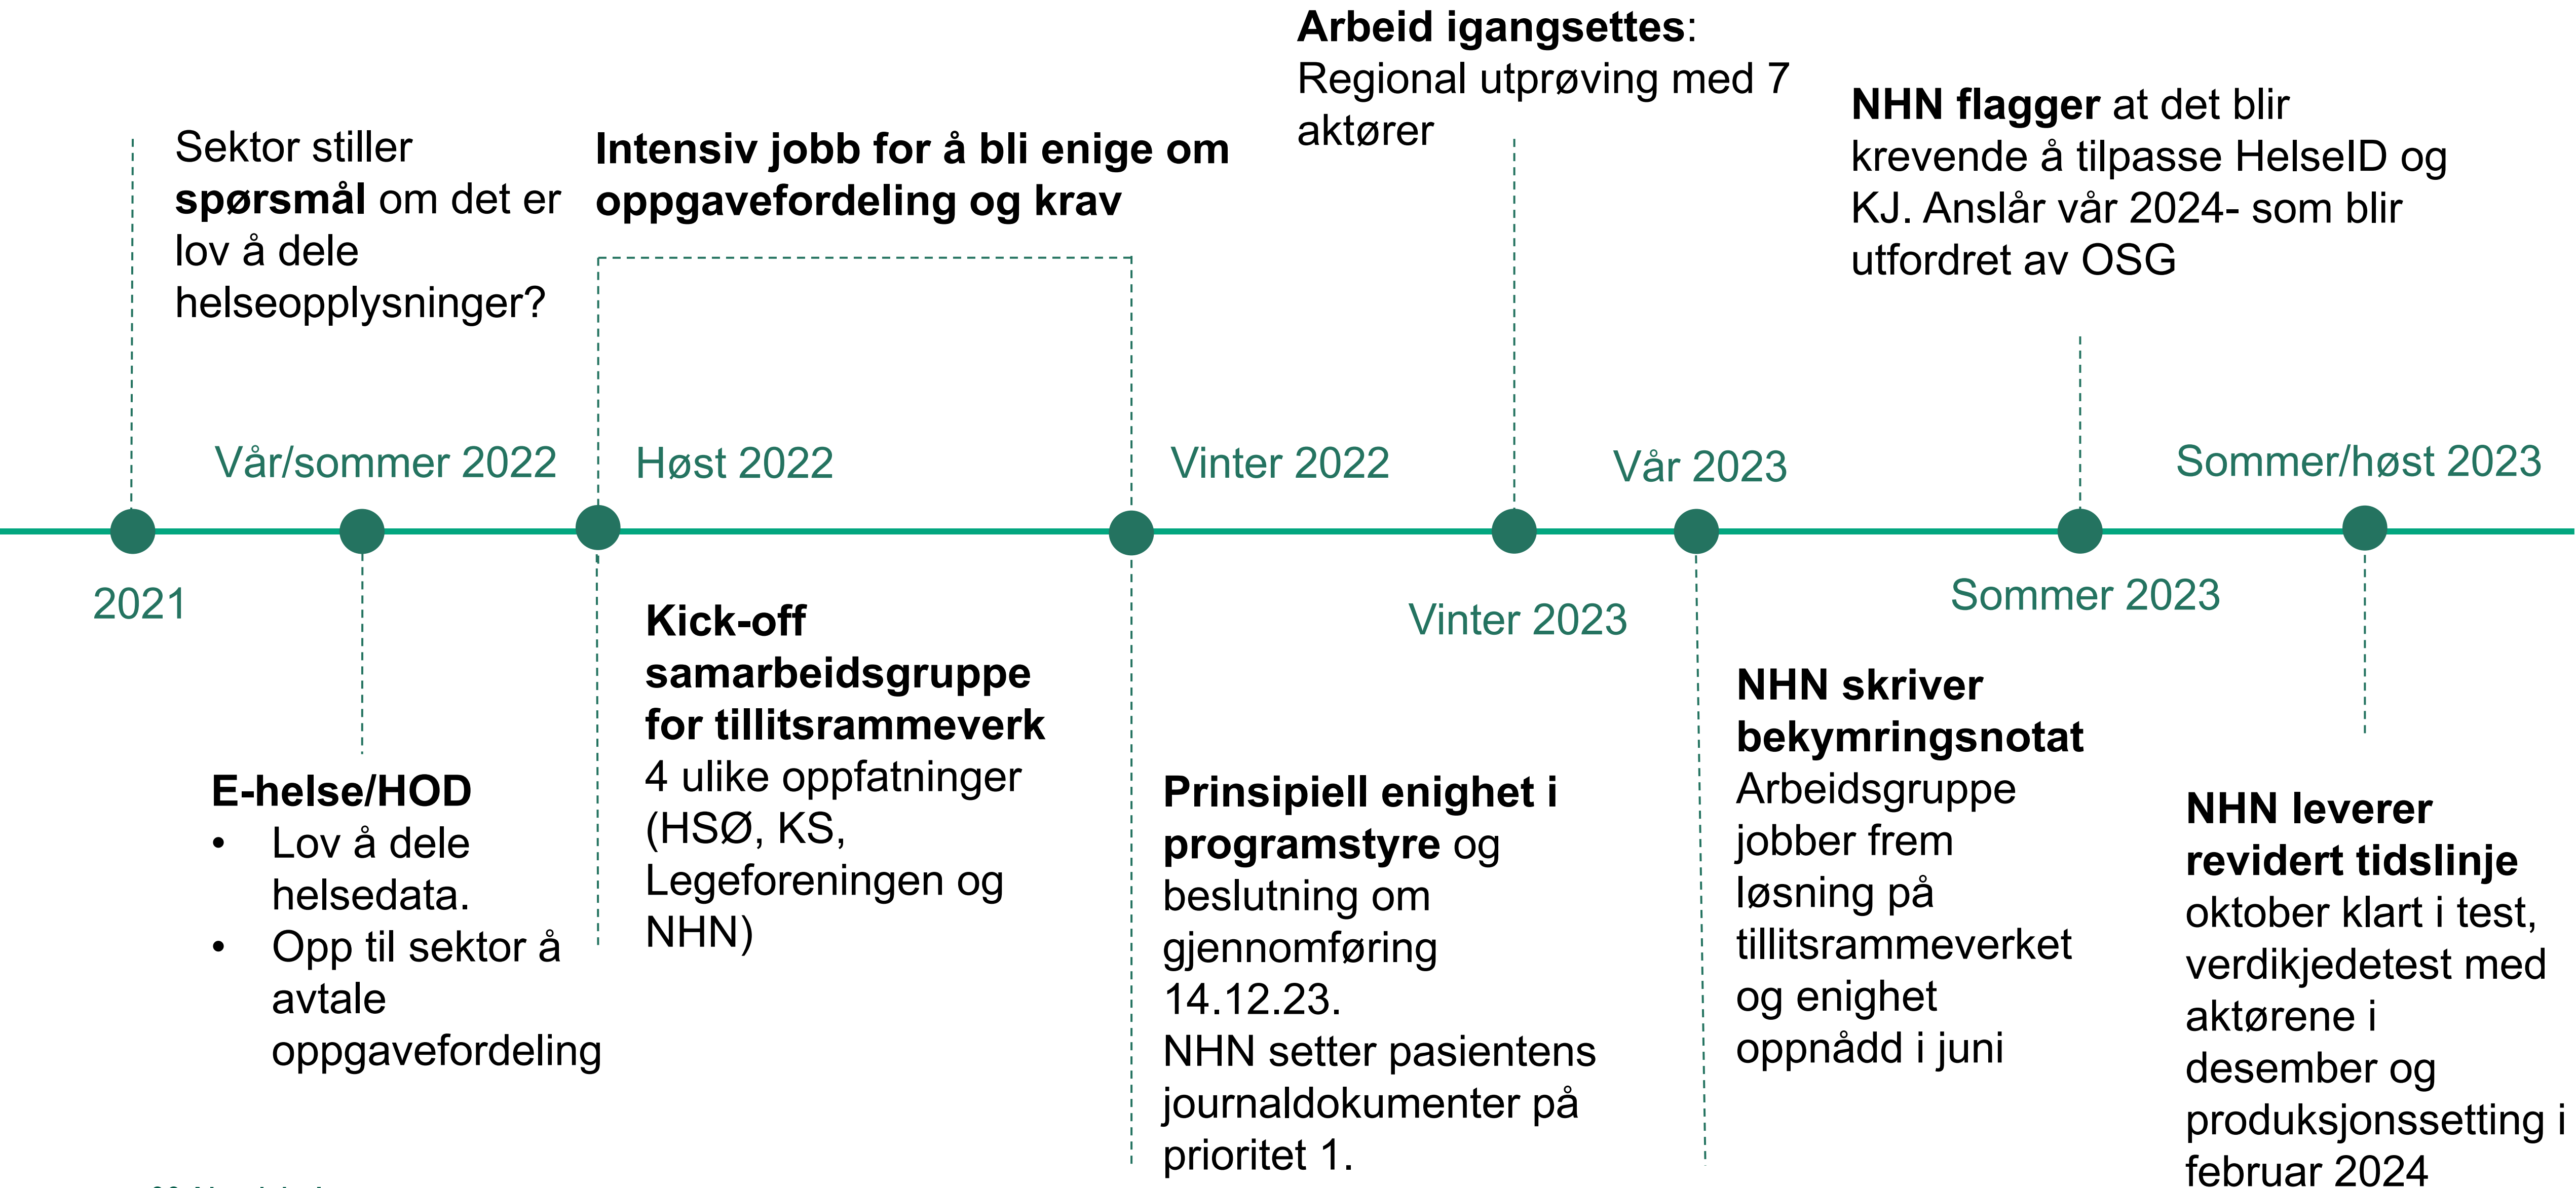 Arbeid igangsettes:
Regional utprøving med 7
aktører
NHN flagger at det blir
krevende å tilpasse HelseID og
KJ. Anslår vår 2024- som blir
utfordret av OSG
Sektor stiller
spørsmål om det er
lov å dele
helseopplysninger?
Intensiv jobb for å bli enige om
oppgavefordeling og krav
Vår/sommer 2022
Høst 2022
Vinter 2022
Vår 2023
Sommer/høst 2023
2021
Vinter 2023
Sommer 2023
E-helse/HOD
• Lov å dele
helsedata.
• Opp til sektor å
avtale
oppgavefordeling
Kick-off
samarbeidsgruppe
for tillitsrammeverk
4 ulike oppfatninger
(HSØ, KS,
Legeforeningen og
NHN)
Prinsipiell enighet i
programstyre og
beslutning om
gjennomføring
14.12.23.
NHN setter pasientens
journaldokumenter på
prioritet 1.
NHN skriver
bekymringsnotat
Arbeidsgruppe
jobber frem
løsning på
tillitsrammeverket
og enighet
oppnådd i juni
NHN leverer
revidert tidslinje
oktober klart i test,
verdikjedetest med
aktørene i
desember og
produksjonssetting i
februar 2024